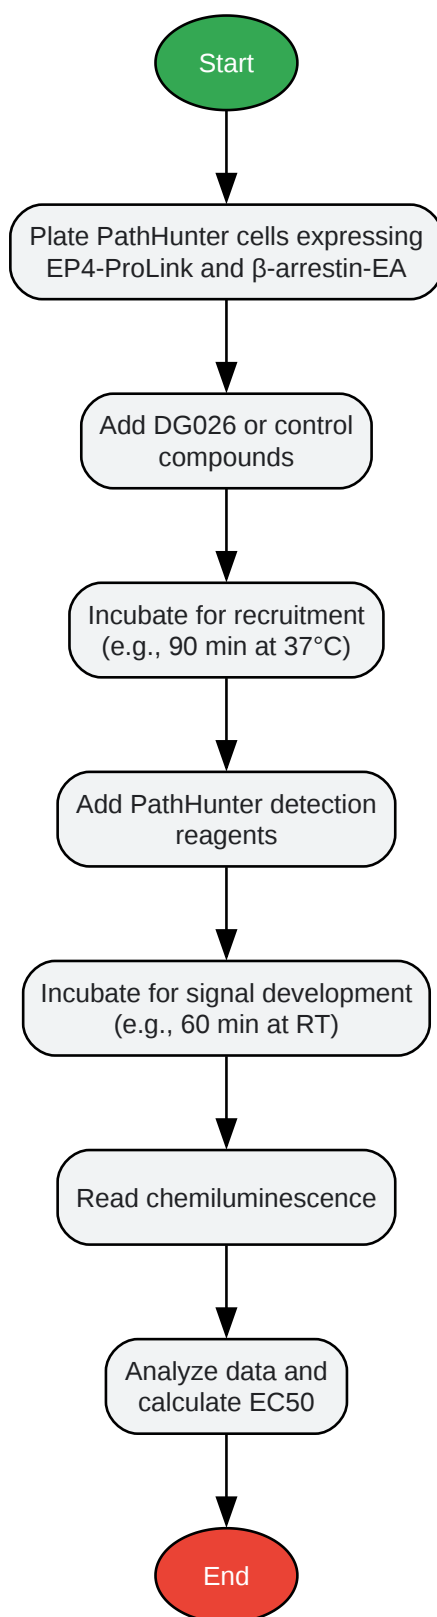 Start
Plate PathHunter cells expressing
EP4-ProLink and β-arrestin-EA
Add DG026 or control
compounds
Incubate for recruitment
(e.g., 90 min at 37°C)
Add PathHunter detection
reagents
Incubate for signal development
(e.g., 60 min at RT)
Read chemiluminescence
Analyze data and
calculate EC50
End